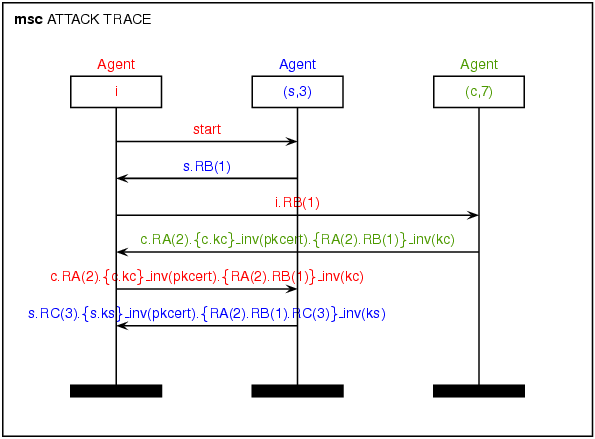 msc ATTACK TRACE
Agent Agent Agent
i (s,3) (c,7)
start
s.RB(1)
i.RB(1)
c.RA(2).{c.kc}_inv(pkcert).{RA(2).RB(1)}_inv(kc)
c.RA(2).{c.kc}_inv(pkcert).{RA(2).RB(1)}_inv(kc)
s.RC(3).{s.ks}_inv(pkcert).{RA(2).RB(1).RC(3)}_inv(ks)